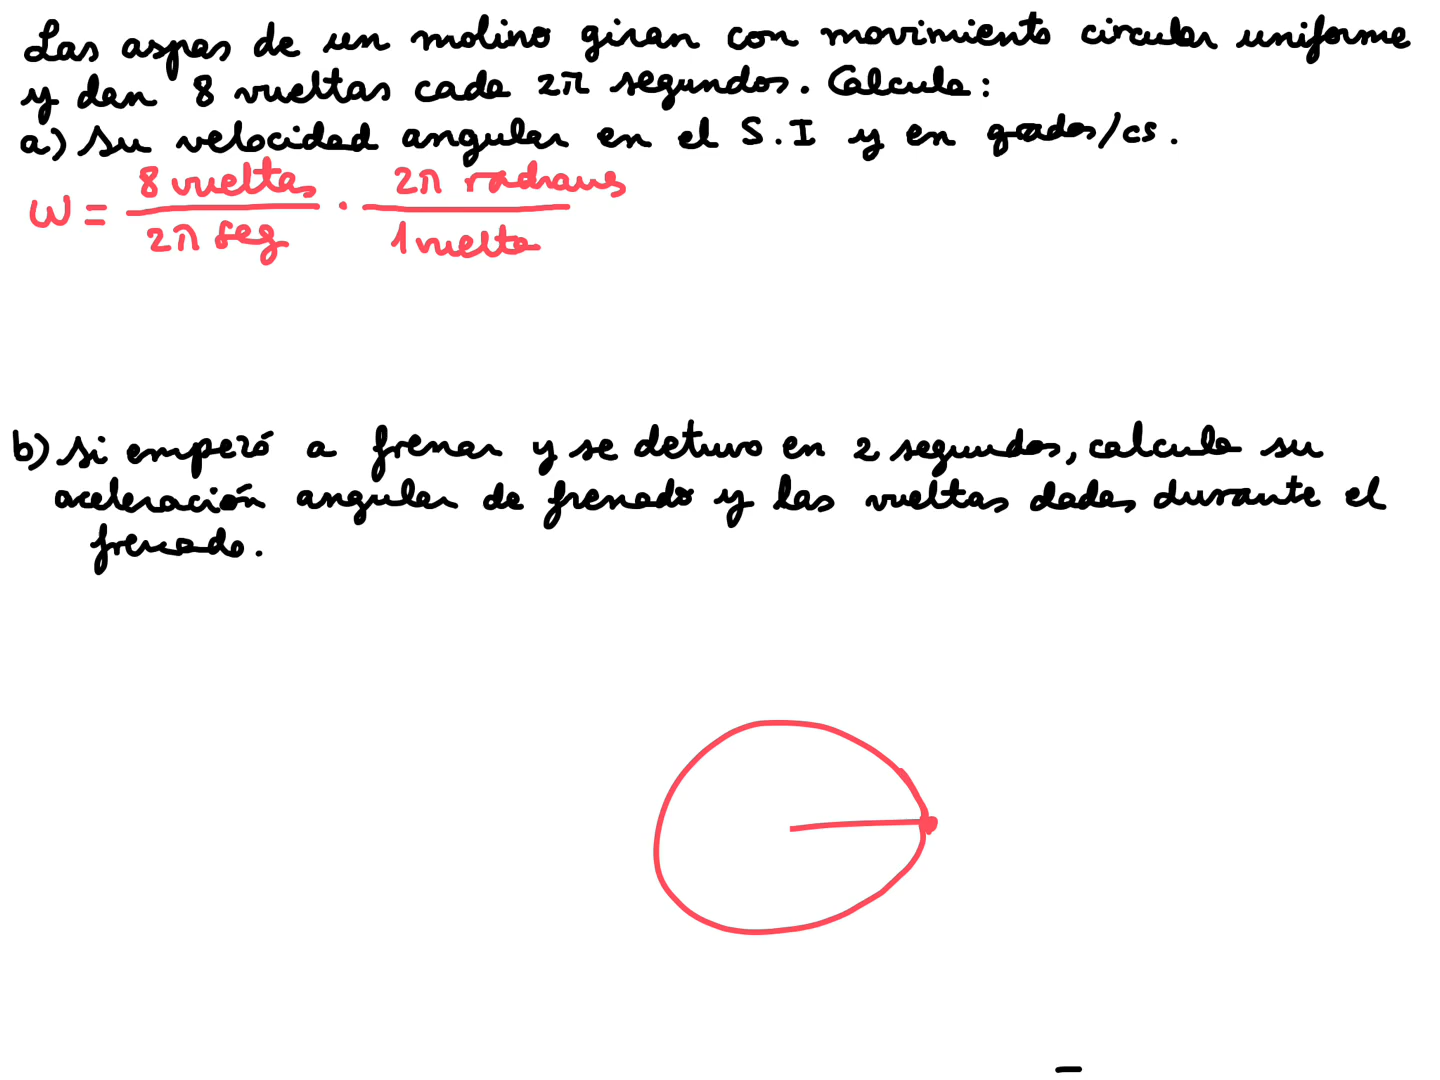 Las aspas de un molino giran con movimiento circular uniforme
y dan 8 vueltas cada 2π segundos. Calcula:
a) Su velocidad angular en el S.I y en grados/cs.
ω = 8 vueltas / 2π seg · 2π radianes / 1 vuelta
b) Si empezó a frenar y se detuvo en 2 segundos, calcula su
aceleración angular de frenado y las vueltas dadas durante el
frenado.